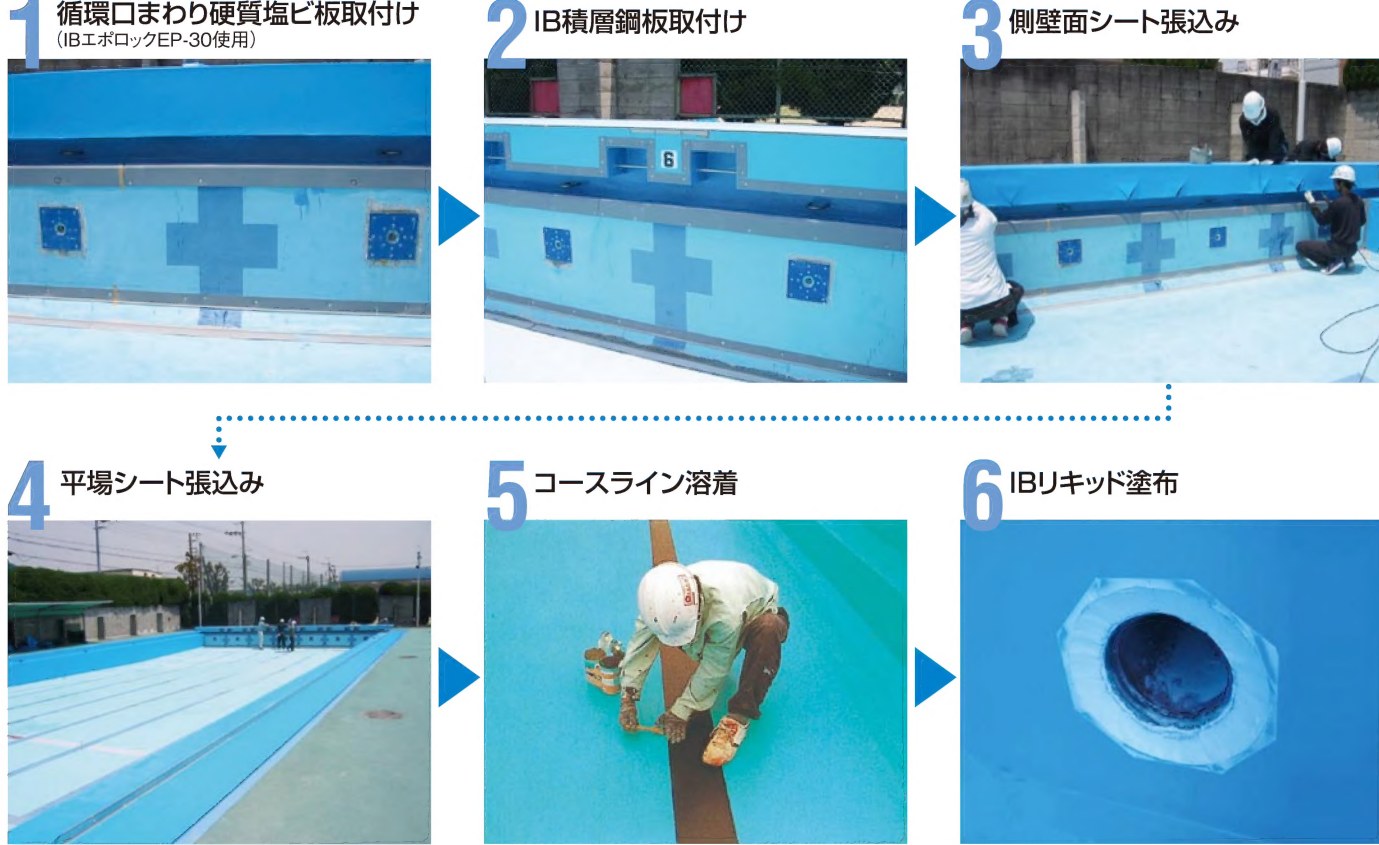 1 循環口まわり硬質塩ビ板取付け
(IBエポロックEP-30使用)
2 IB積層鋼板取付け
3 側壁面シート張込み
6
4 平場シート張込み
5 コースライン溶着
6 IBリキッド塗布